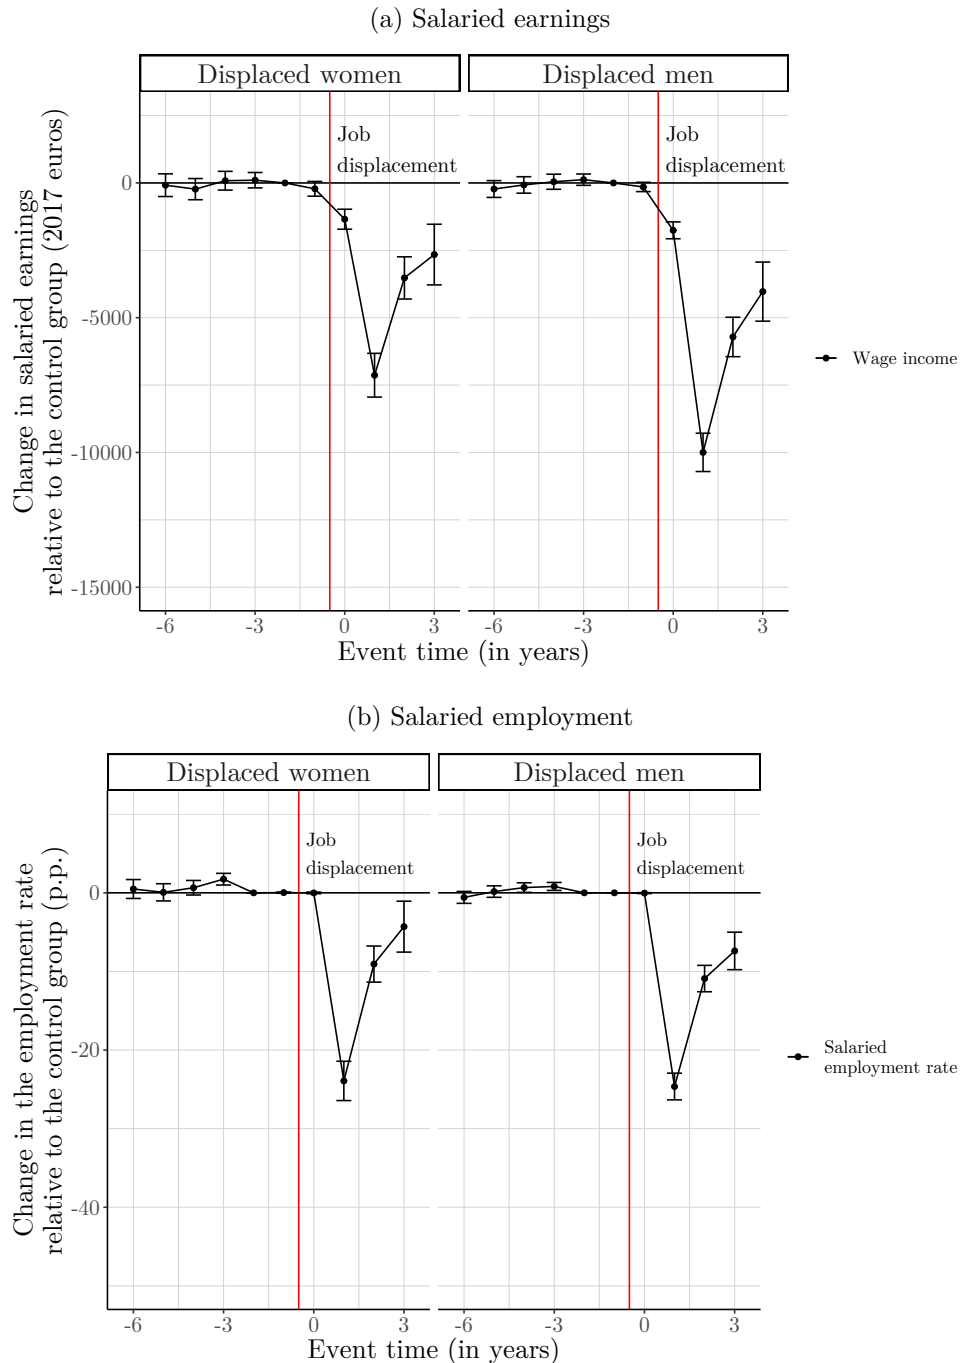 (a) Salaried earnings
Displaced women
Displaced men
Change in salaried earnings
relative to the control group (2017 euros)
0
-5000
-10000
-15000
Job
displacement
Job
displacement
-6
-3
0
3
-6
-3
0
3
Event time (in years)
Wage income
(b) Salaried employment
Displaced women
Displaced men
Change in the employment rate
relative to the control group (p.p.)
0
-20
-40
Job
displacement
Job
displacement
-6
-3
0
3
-6
-3
0
3
Event time (in years)
Salaried
employment rate